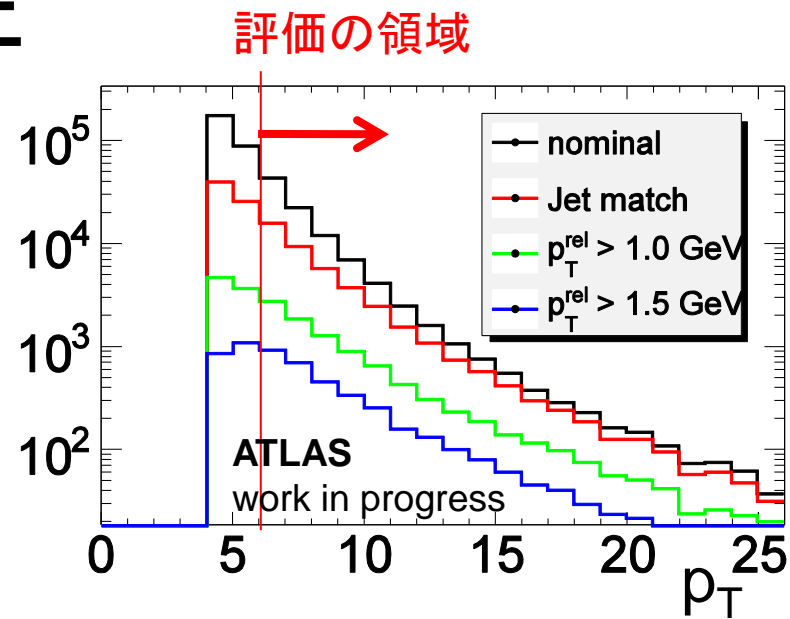 評価の領域
10^5
10^4
10^3
10^2
nominal
Jet match
p_T^rel > 1.0 GeV
p_T^rel > 1.5 GeV
ATLAS
work in progress
0 5 10 15 20 25
p_T